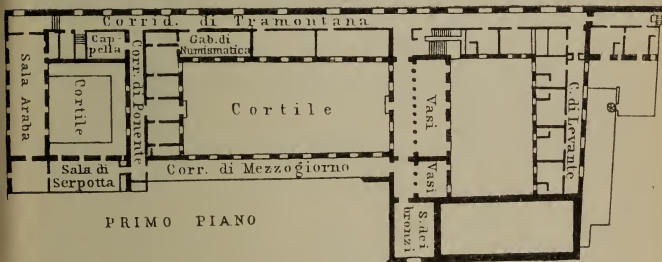 Corrid. di Tramontana
Cap-
pella
Gab. di
Numismatica
Sala Araba
Cortile
Corr. di Ponente
Cortile
Vasi
C. di Levante
Sala di
Serpotta
Corr. di Mezzogiorno
Vasi
S. dei
bronzi
PRIMO PIANO